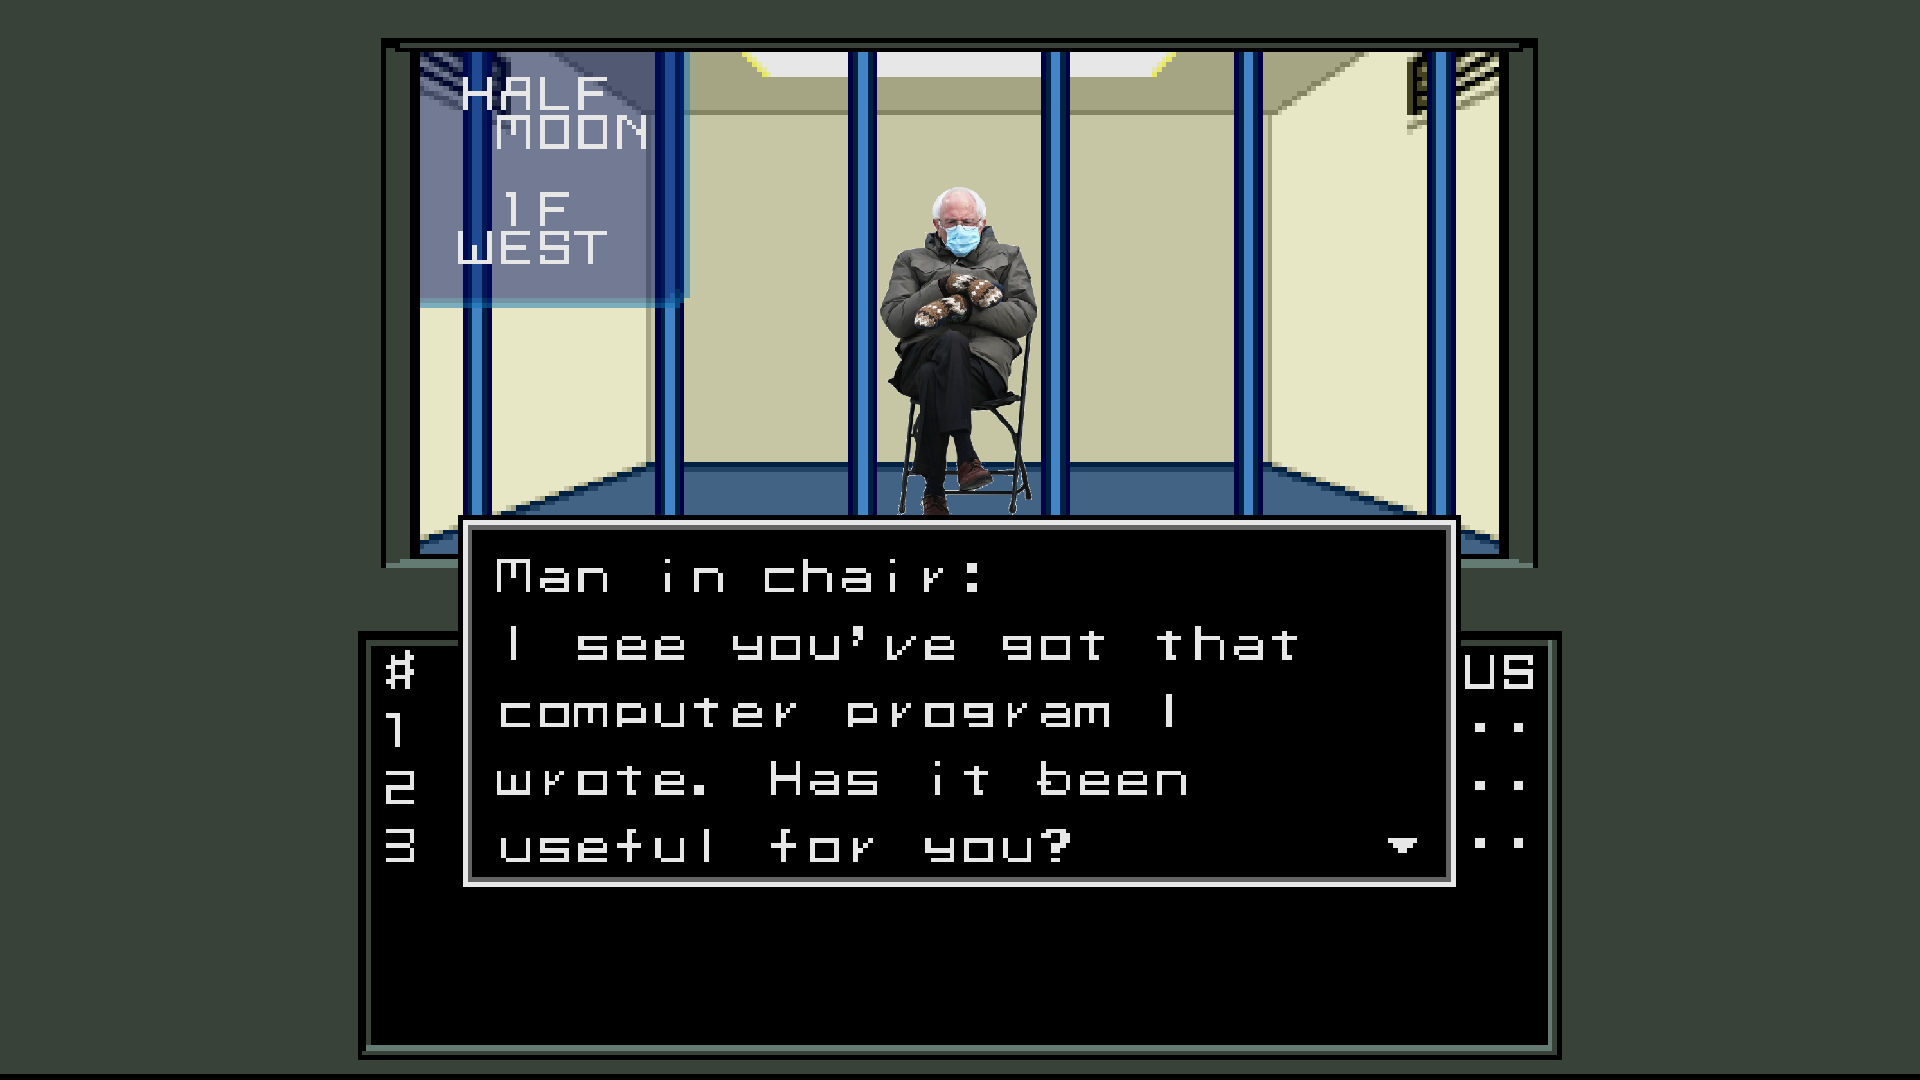 HALF
MOON
1F
WEST
Man in chair:
I see you've got that
computer program I
wrote. Has it been
useful for you?
#
US
1
..
2
..
3
..